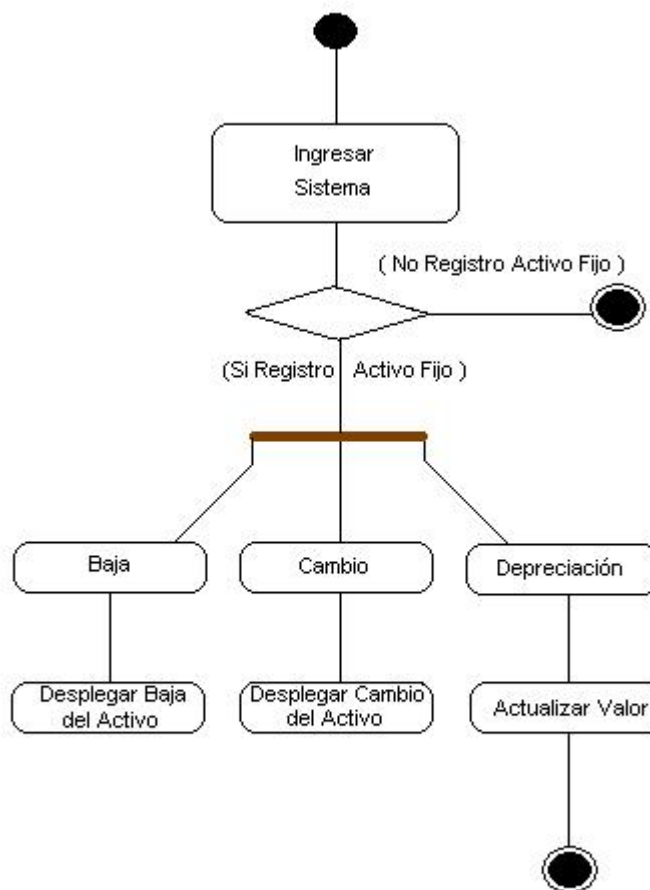 Ingresar
Sistema
( No Registro Activo Fijo )
(Si Registro Activo Fijo )
Baja
Cambio
Depreciación
Desplegar Baja
del Activo
Desplegar Cambio
del Activo
Actualizar Valor